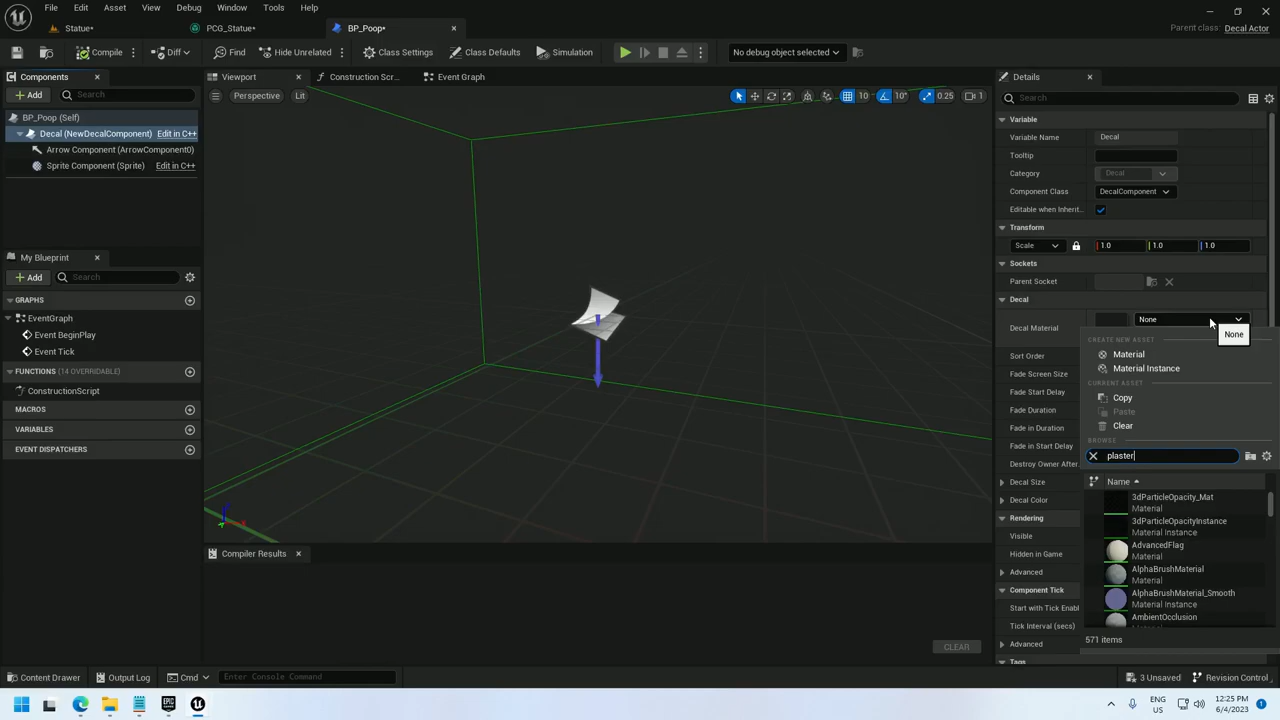 File Edit Asset View Debug Window Tools Help
Statue* PCG_Statue* BP_Poop* Parent class: Decal Actor
Compile Diff Find Hide Unrelated Class Settings Class Defaults Simulation No debug object selected
Components Viewport Construction Scr... Event Graph Details
Add Search Perspective Lit 10 10° 0.25 1 Search
BP_Poop (Self)
Decal (NewDecalComponent) Edit in C++
Arrow Component (ArrowComponent0)
Sprite Component (Sprite) Edit in C++
My Blueprint
Add Search
GRAPHS
EventGraph
Event BeginPlay
Event Tick
FUNCTIONS (14 OVERRIDABLE)
ConstructionScript
MACROS
VARIABLES
EVENT DISPATCHERS
Variable
Variable Name Decal
Tooltip
Category Decal
Component Class DecalComponent
Editable when Inherit...
Transform
Scale 1.0 1.0 1.0
Sockets
Parent Socket
Decal
Decal Material None
None
Sort Order
Fade Screen Size
Fade Start Delay
Fade Duration
Fade in Duration
Fade in Start Delay
Destroy Owner After
Decal Size
Decal Color
Rendering
Visible
Hidden in Game
Advanced
Component Tick
Start with Tick Enabl
Tick Interval (secs)
Advanced
Tags
CREATE NEW ASSET
Material
Material Instance
CURRENT ASSET
Copy
Paste
Clear
BROWSE
plaster
Name
3dParticleOpacity_Mat
Material
3dParticleOpacityInstance
Material Instance
AdvancedFlag
Material
AlphaBrushMaterial
Material
AlphaBrushMaterial_Smooth
Material Instance
AmbientOcclusion
571 items
Compiler Results
CLEAR
Content Drawer Output Log Cmd Enter Console Command 3 Unsaved Revision Control
ENG
US
12:25 PM
6/4/2023